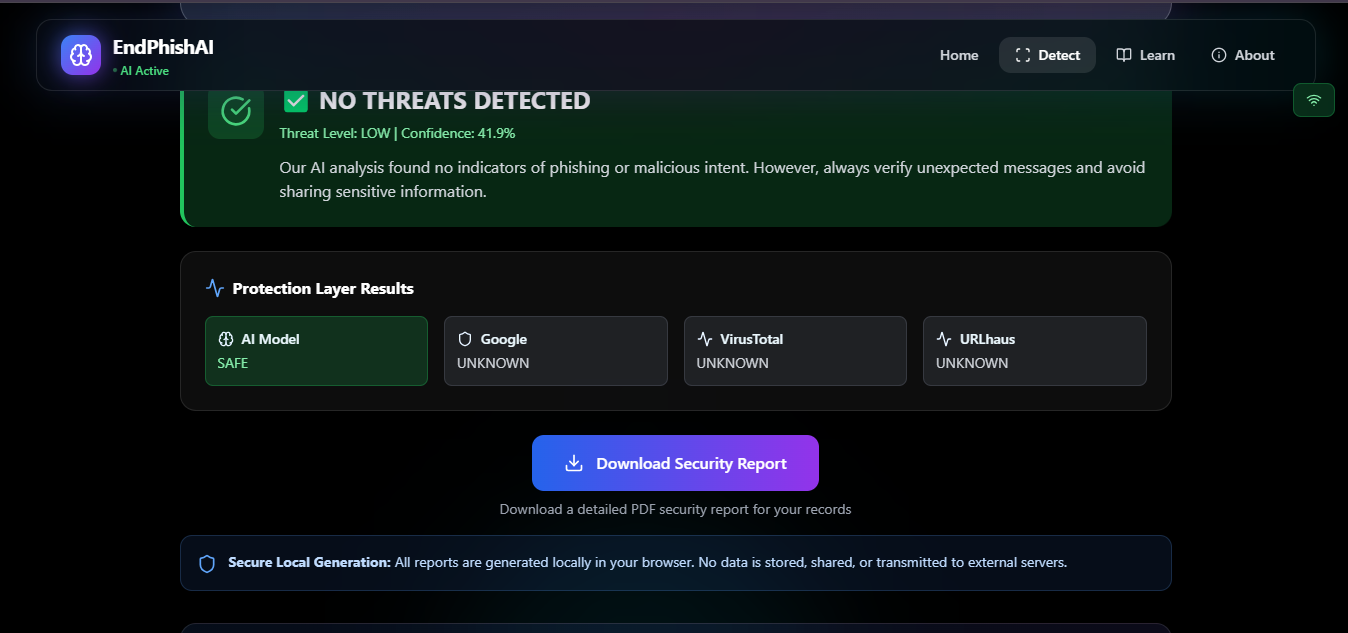 EndPhishAI
AI Active
Home
Detect
Learn
About
NO THREATS DETECTED
Threat Level: LOW | Confidence: 41.9%
Our AI analysis found no indicators of phishing or malicious intent. However, always verify unexpected messages and avoid
sharing sensitive information.
Protection Layer Results
AI Model
SAFE
Google
UNKNOWN
VirusTotal
UNKNOWN
URLhaus
UNKNOWN
Download Security Report
Download a detailed PDF security report for your records
Secure Local Generation: All reports are generated locally in your browser. No data is stored, shared, or transmitted to external servers.